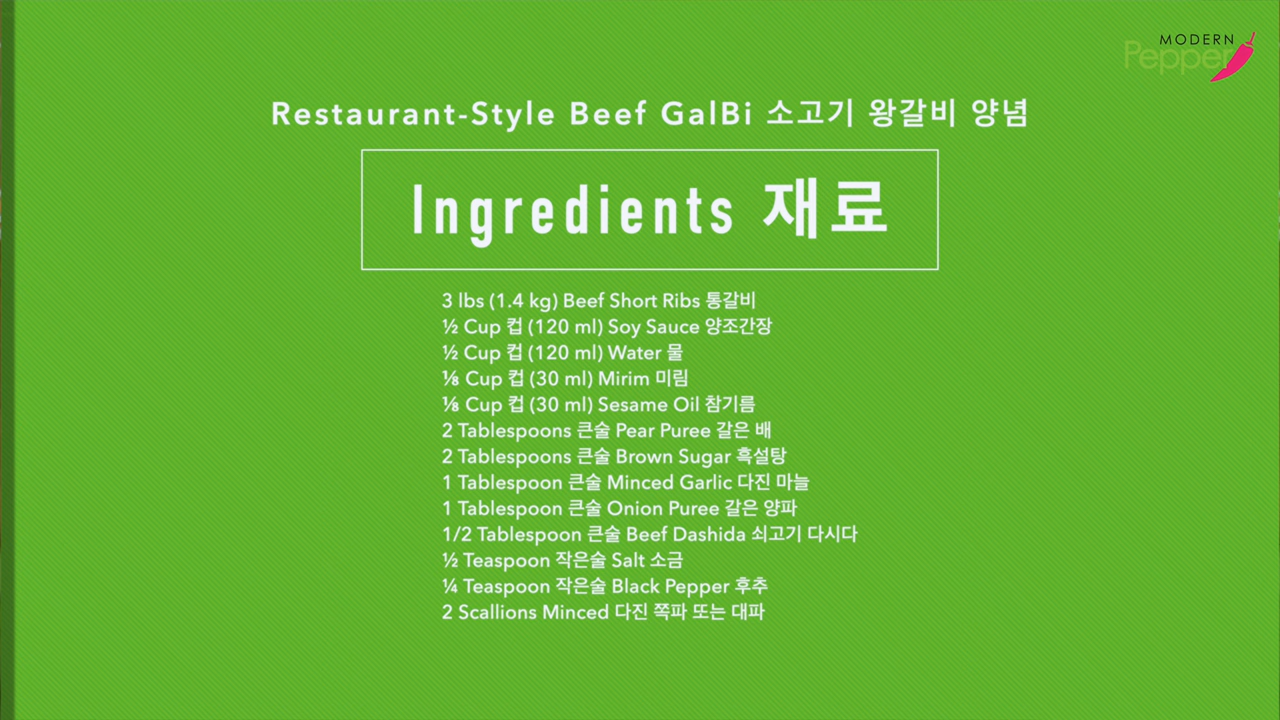 MODERN
Pepper
Restaurant-Style Beef GalBi 소고기 왕갈비 양념
Ingredients 재료
3 lbs (1.4 kg) Beef Short Ribs 통갈비
½ Cup 컵 (120 ml) Soy Sauce 양조간장
½ Cup 컵 (120 ml) Water 물
⅛ Cup 컵 (30 ml) Mirim 미림
⅛ Cup 컵 (30 ml) Sesame Oil 참기름
2 Tablespoons 큰술 Pear Puree 갈은 배
2 Tablespoons 큰술 Brown Sugar 흑설탕
1 Tablespoon 큰술 Minced Garlic 다진 마늘
1 Tablespoon 큰술 Onion Puree 갈은 양파
1/2 Tablespoon 큰술 Beef Dashida 쇠고기 다시다
½ Teaspoon 작은술 Salt 소금
¼ Teaspoon 작은술 Black Pepper 후추
2 Scallions Minced 다진 쪽파 또는 대파